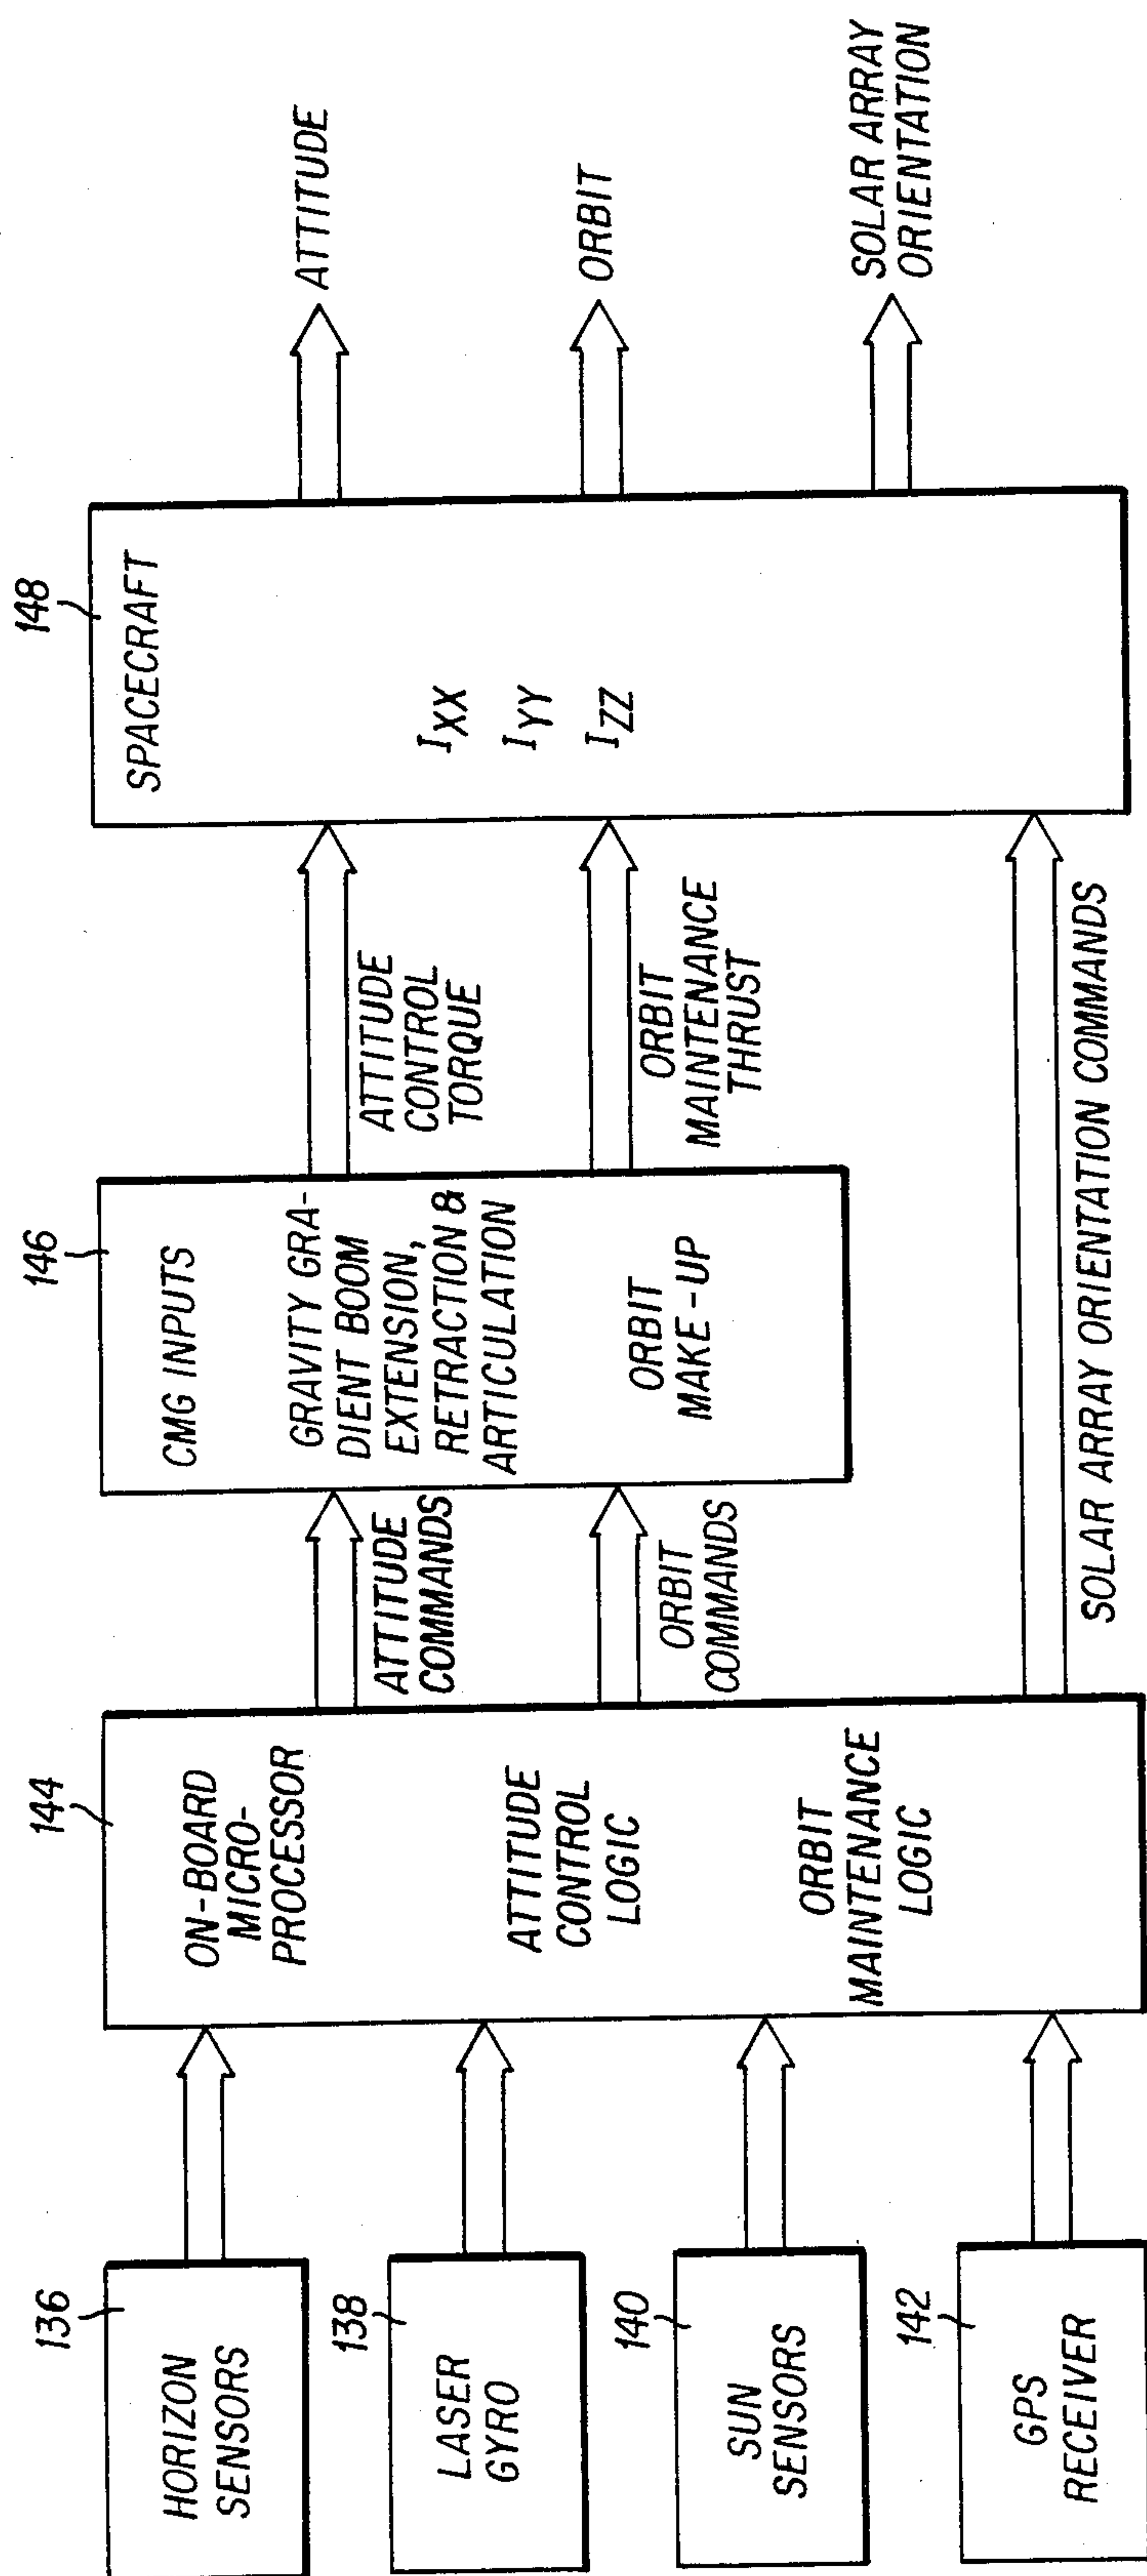 136
HORIZON
SENSORS
138
LASER
GYRO
140
SUN
SENSORS
142
GPS
RECEIVER
144
ON-BOARD
MICRO-
PROCESSOR
ATTITUDE
CONTROL
LOGIC
ORBIT
MAINTENANCE
LOGIC
ATTITUDE
COMMANDS
ORBIT
COMMANDS
SOLAR ARRAY ORIENTATION COMMANDS
146
CMG INPUTS
GRAVITY GRA-
DIENT BOOM
EXTENSION,
RETRACTION &
ARTICULATION
ORBIT
MAKE-UP
ATTITUDE
CONTROL
TORQUE
ORBIT
MAINTENANCE
THRUST
148
SPACECRAFT
IXX
IYY
IZZ
ATTITUDE
ORBIT
SOLAR ARRAY
ORIENTATION